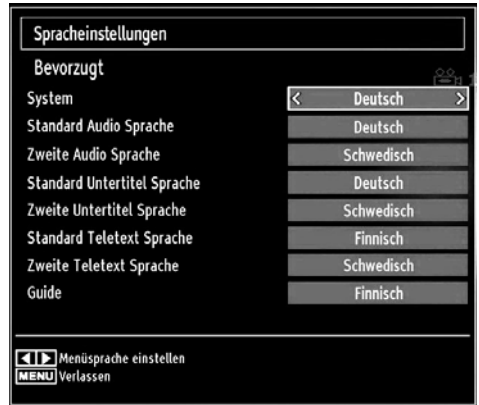 Spracheinstellungen
Bevorzugt
System < Deutsch >
Standard Audio Sprache Deutsch
Zweite Audio Sprache Schwedisch
Standard Untertitel Sprache Deutsch
Zweite Untertitel Sprache Schwedisch
Standard Teletext Sprache Finnisch
Zweite Teletext Sprache Schwedisch
Guide Finnisch
Menüsprache einstellen
MENU Verlassen